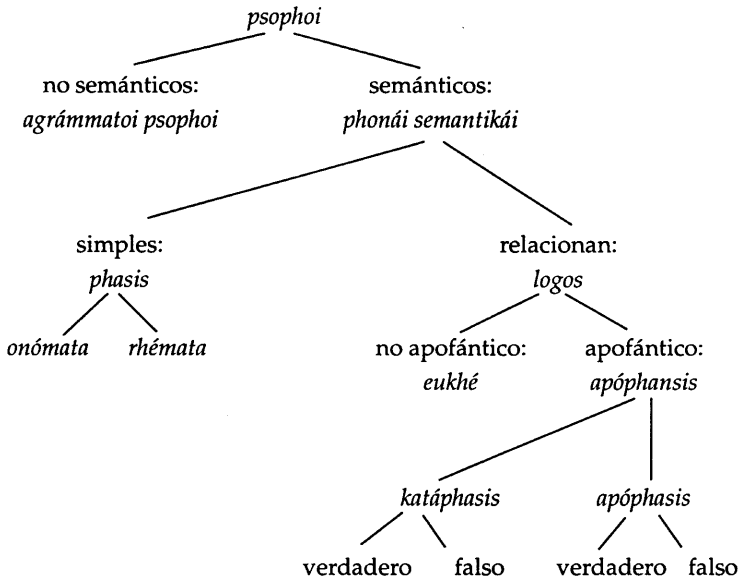 psophoi
no semánticos: semánticos:
agrámmatoi psophoi phonái semantikái
simples: relacionan:
phasis logos
onómata rhémata no apofántico: apofántico:
eukhé apóphansis
katáphasis apóphasis
verdadero falso verdadero falso